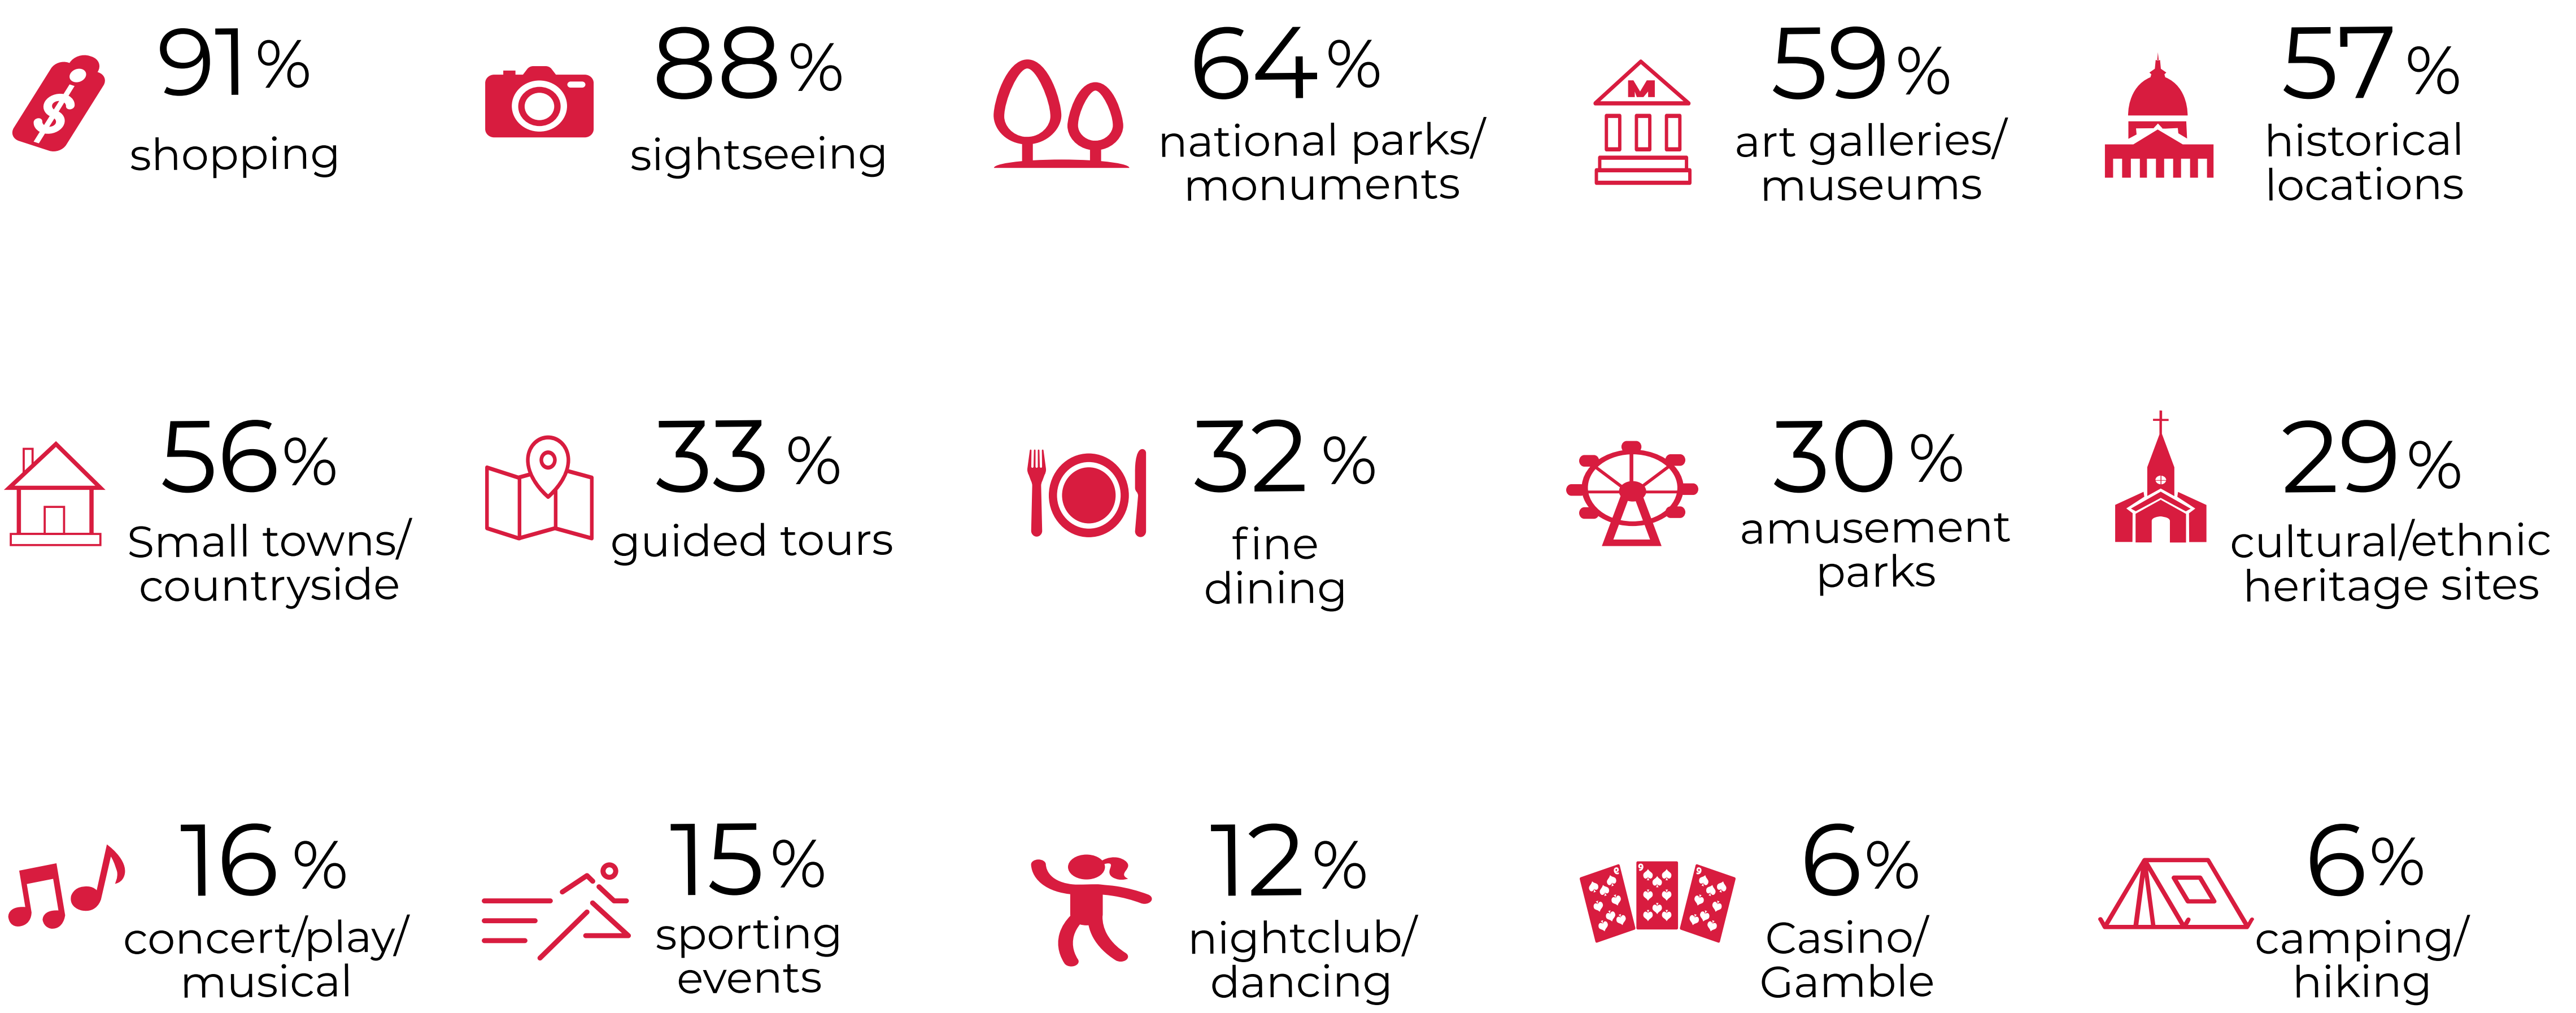 91%
shopping
88%
sightseeing
64%
national parks/
monuments
M
59%
art galleries/
museums
57%
historical
locations
56%
Small towns/
countryside
33%
guided tours
32%
fine
dining
30%
amusement
parks
29%
cultural/ethnic
heritage sites
16%
concert/play/
musical
15%
sporting
events
12%
nightclub/
dancing
6%
Casino/
Gamble
6%
camping/
hiking